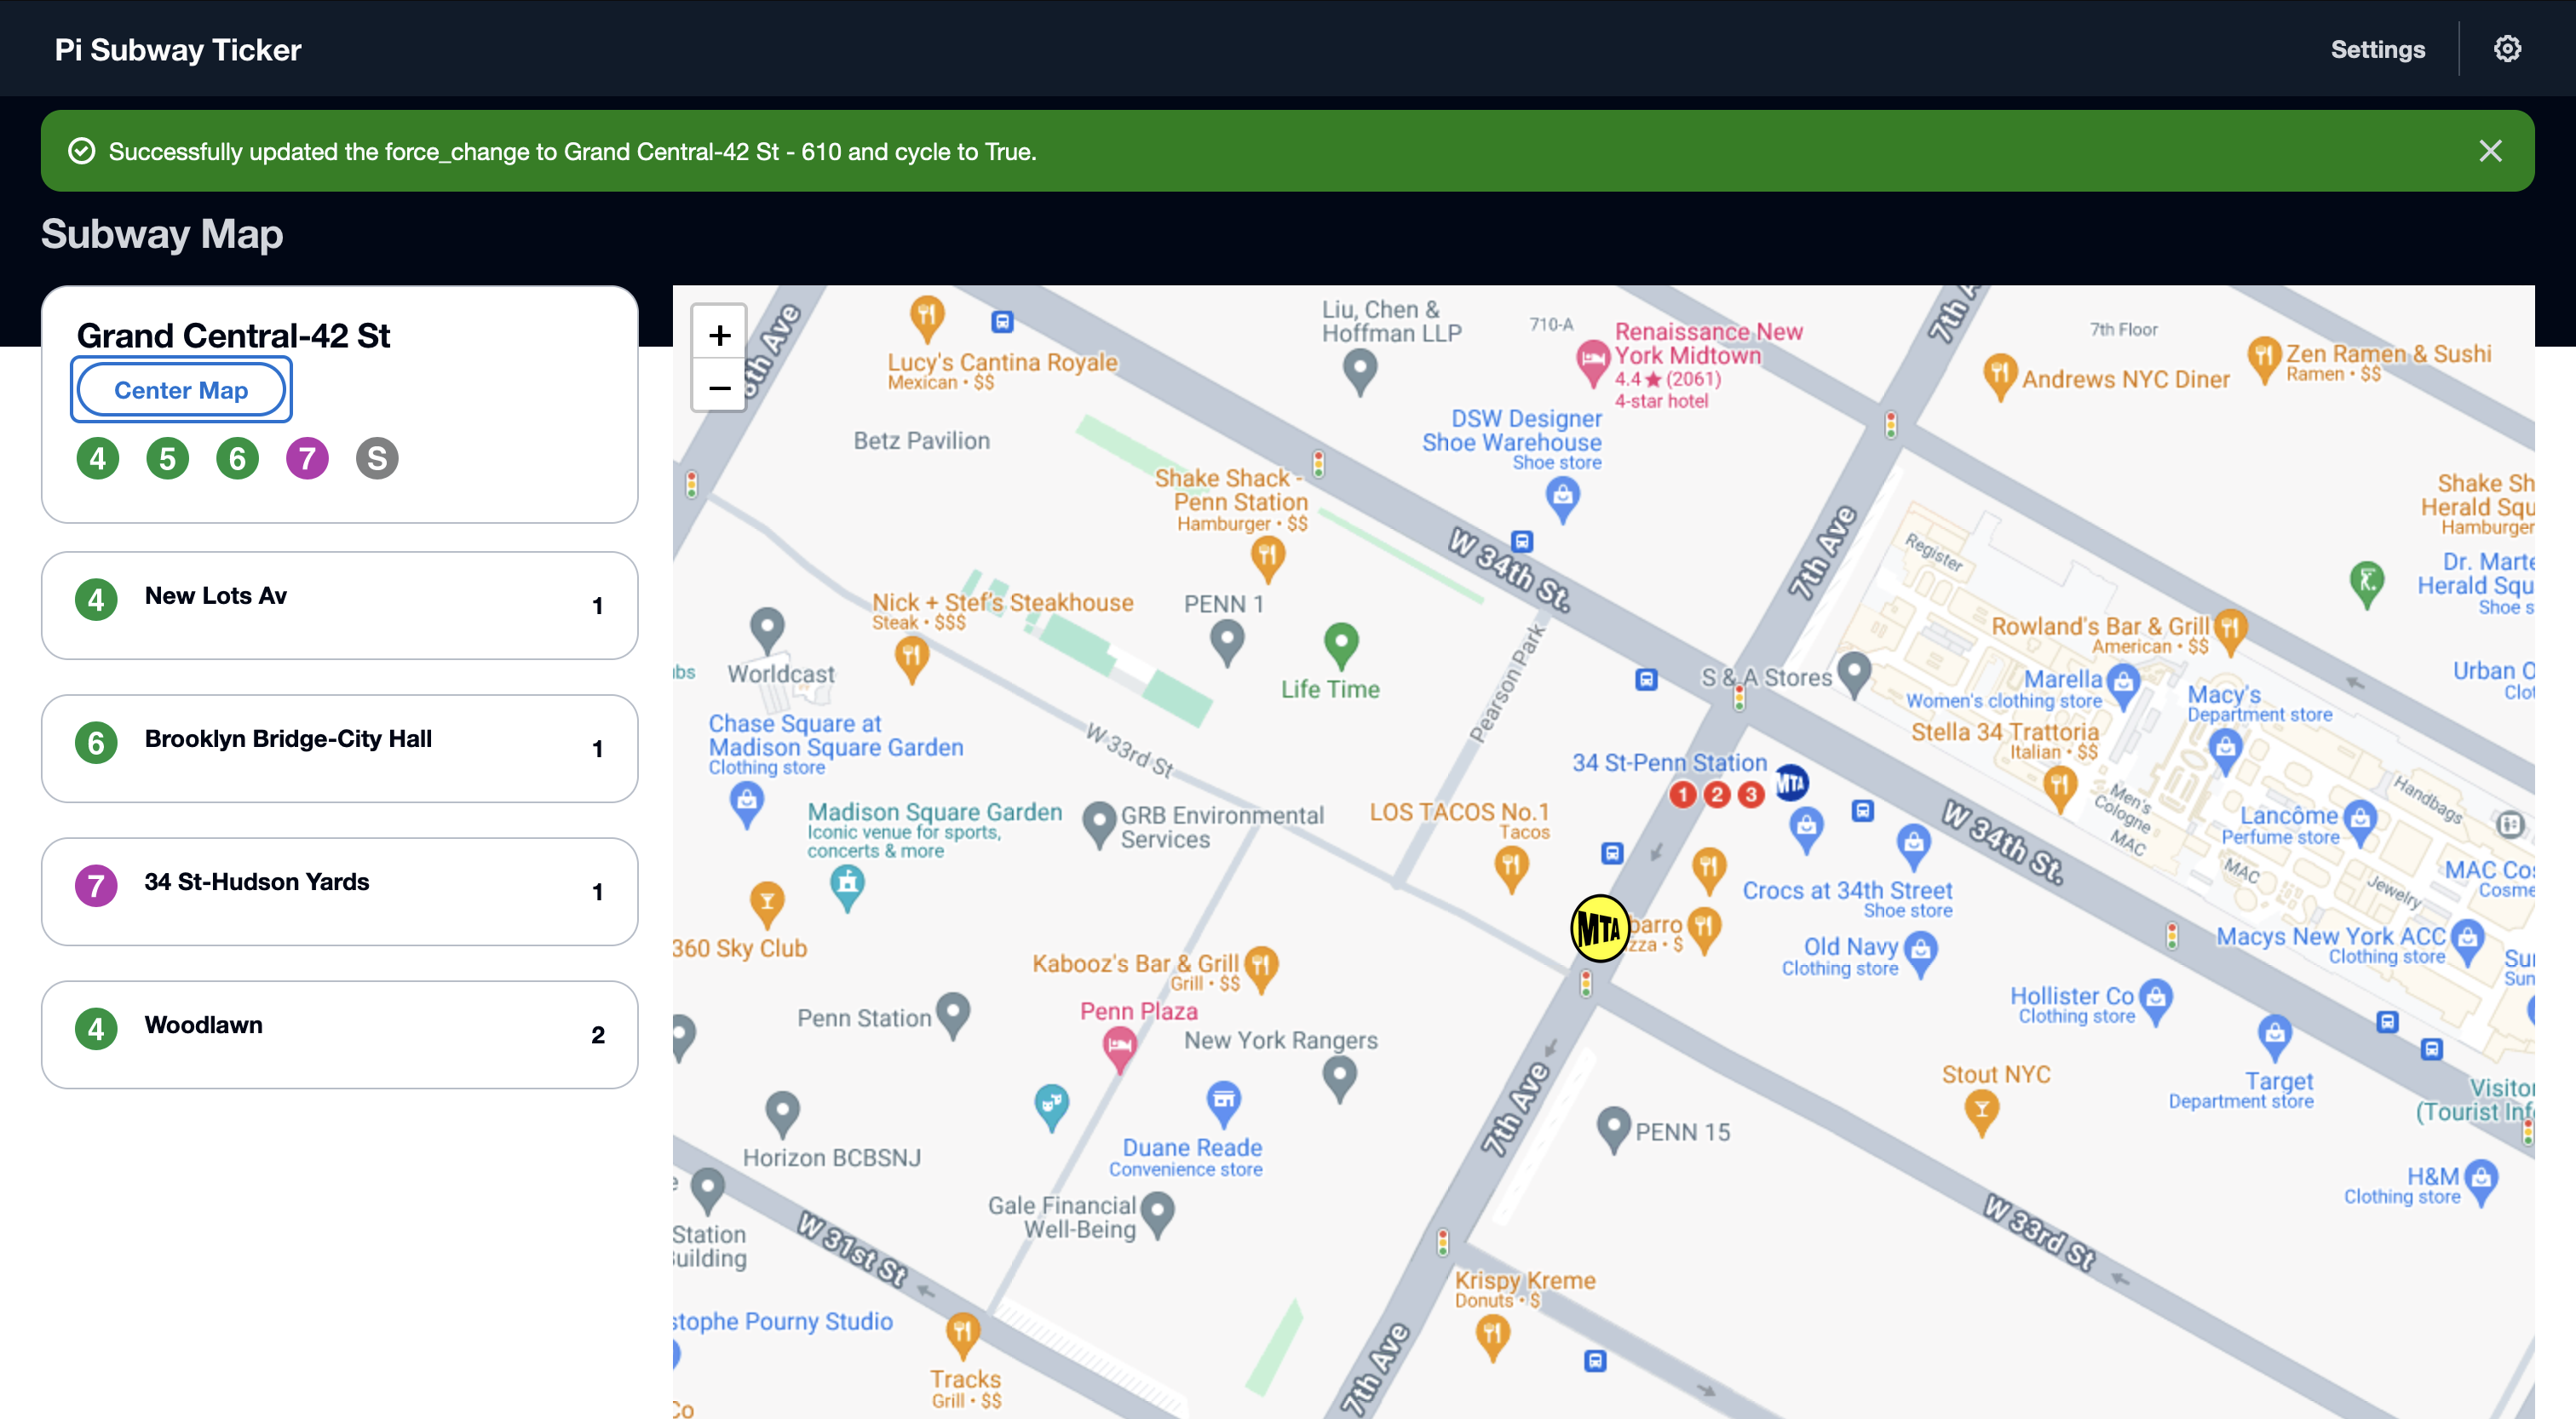 Pi Subway Ticker
Settings
Successfully updated the force_change to Grand Central-42 St - 610 and cycle to True.
Subway Map
Grand Central-42 St
Center Map
4 5 6 7 S
4 New Lots Av 1
6 Brooklyn Bridge-City Hall 1
7 34 St-Hudson Yards 1
4 Woodlawn 2
+
−
8th Ave
Lucy's Cantina Royale
Mexican • $$
Liu, Chen &
Hoffman LLP
710-A
Renaissance New
York Midtown
4.4★(2061)
4-star hotel
7th A
7th Floor
Andrews NYC Diner
Zen Ramen & Sushi
Ramen • $$
Betz Pavilion
DSW Designer
Shoe Warehouse
Shoe store
Shake Shack -
Penn Station
Hamburger • $$
W 34th St.
7th Ave
Register
Shake Sh
Herald Squ
Hamburger
Dr. Marte
Herald Squ
Shoe s
Nick + Stef's Steakhouse
Steak • $$$
PENN 1
Worldcast
ubs
Life Time
Pearson Park
S & A Stores
Rowland's Bar & Grill
American • $$
Marella
Women's clothing store
Macy's
Department store
Urban O
Clot
Stella 34 Trattoria
Italian • $$
Chase Square at
Madison Square Garden
Clothing store
W 33rd St
34 St-Penn Station
1 2 3
MTA
Men's
Cologne
MAC
Handbags
Madison Square Garden
Iconic venue for sports,
concerts & more
GRB Environmental
Services
LOS TACOS No.1
Tacos
W 34th St.
Lancôme
Perfume store
MAC
Jewelry
MAC Cos
Cosme
Crocs at 34th Street
Shoe store
360 Sky Club
MTA
barro
zza • $
Old Navy
Clothing store
Macys New York ACC
Clothing store
Sun
Sun
Kabooz's Bar & Grill
Grill • $$
Penn Station
Penn Plaza
New York Rangers
Hollister Co
Clothing store
Stout NYC
Target
Department store
Visitor
(Tourist Info
7th Ave
PENN 15
Horizon BCBSNJ
Duane Reade
Convenience store
H&M
Clothing store
e
Station
Building
Gale Financial
Well-Being
W 31st St
W 33rd St
Krispy Kreme
Donuts • $
stophe Pourny Studio
Tracks
Grill • $$
7th Ave
Co